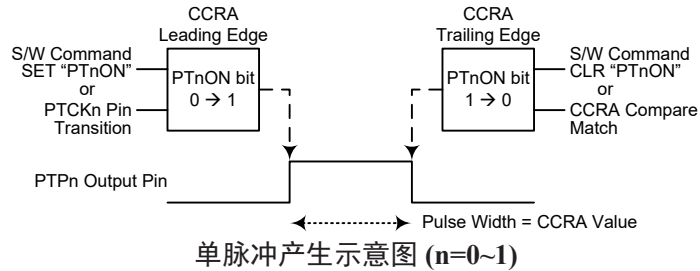 CCRA
Leading Edge
S/W Command
SET “PTnON”
or
PTCKn Pin
Transition
PTnON bit
0 → 1
CCRA
Trailing Edge
PTnON bit
1 → 0
S/W Command
CLR “PTnON”
or
CCRA Compare
Match
PTPn Output Pin
Pulse Width = CCRA Value
单脉冲产生示意图 (n=0~1)